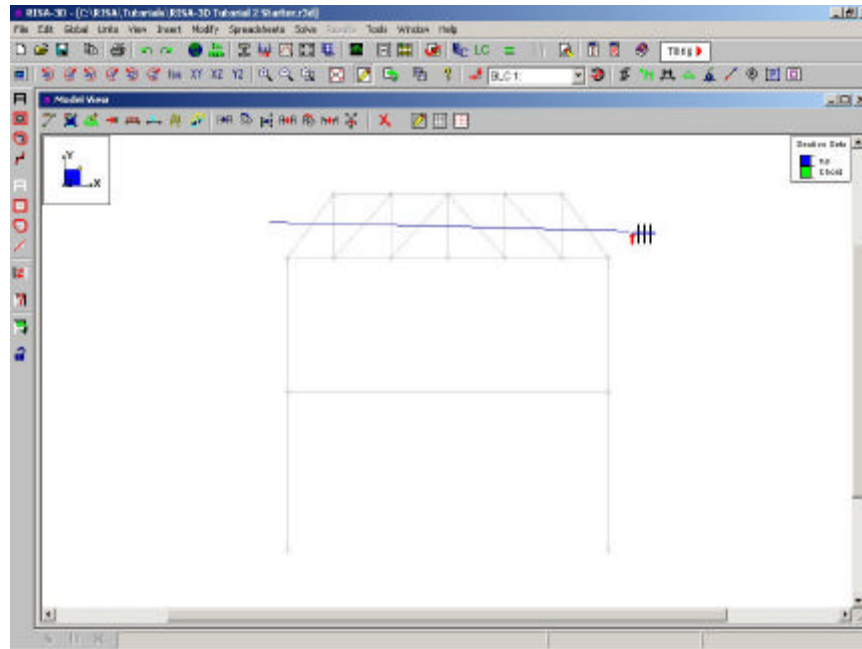 RISA-3D - [C:\RISA\Tutorials\RISA-3D Tutorial 2 Starter.r3d]
File Edit Global Units View Insert Modify Spreadsheets Solve Results Tools Window Help
LC
XY XZ YZ
BLC 1:
Model View
Y
X